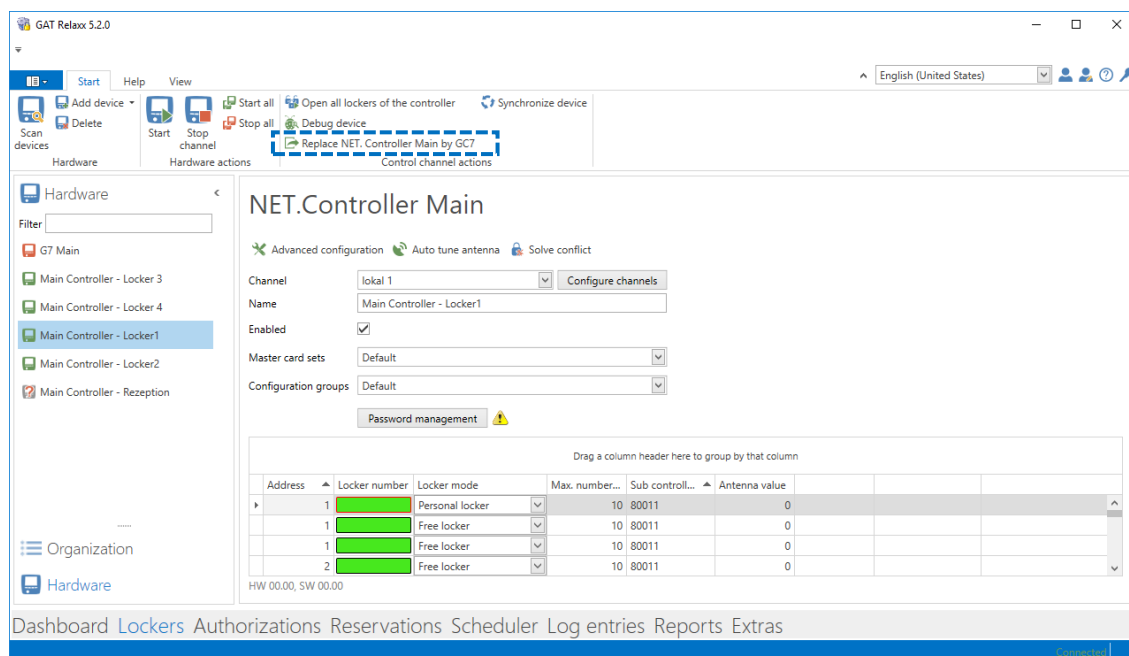 GAT Relaxx 5.2.0
Start Help View
English (United States)
Scan devices
Add device
Delete
Hardware
Start
Stop channel
Start all
Stop all
Hardware actions
Open all lockers of the controller
Synchronize device
Debug device
Replace NET. Controller Main by GC7
Control channel actions
Hardware
Filter
G7 Main
Main Controller - Locker 3
Main Controller - Locker 4
Main Controller - Locker1
Main Controller - Locker2
Main Controller - Rezeption
Organization
Hardware
NET.Controller Main
Advanced configuration Auto tune antenna Solve conflict
Channel lokal 1 Configure channels
Name Main Controller - Locker1
Enabled
Master card sets Default
Configuration groups Default
Password management
Drag a column header here to group by that column
Address Locker number Locker mode Max. number... Sub controll... Antenna value
1 Personal locker 10 80011 0
1 Free locker 10 80011 0
1 Free locker 10 80011 0
2 Free locker 10 80011 0
HW 00.00, SW 00.00
Dashboard Lockers Authorizations Reservations Scheduler Log entries Reports Extras
Connected